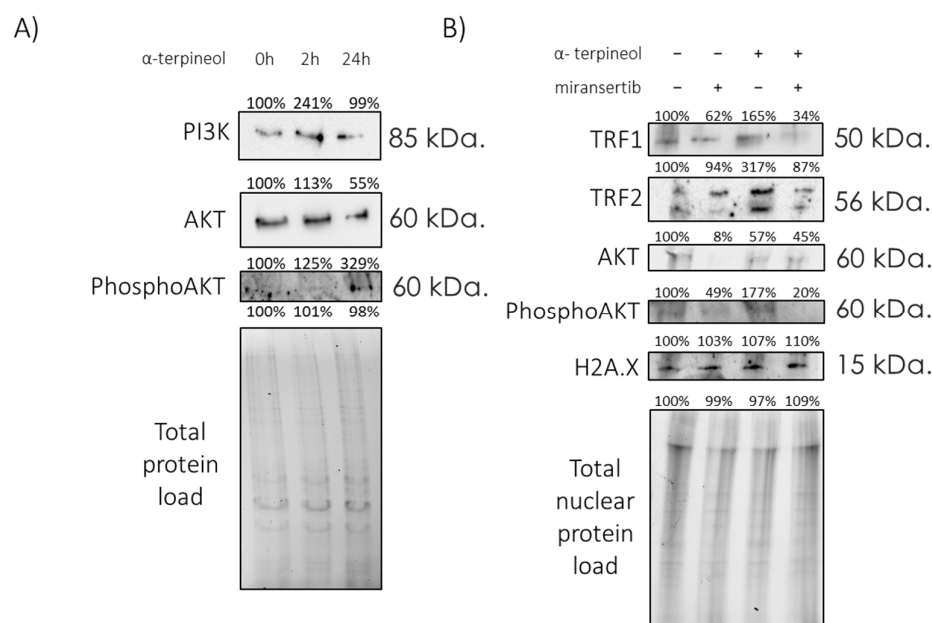 A)
α-terpineol 0h 2h 24h
100% 241% 99%
PI3K 85 kDa.
100% 113% 55%
AKT 60 kDa.
100% 125% 329%
PhosphoAKT 60 kDa.
100% 101% 98%
Total
protein
load
B)
α- terpineol – – + +
miransertib – + – +
100% 62% 165% 34%
TRF1 50 kDa.
100% 94% 317% 87%
TRF2 56 kDa.
100% 8% 57% 45%
AKT 60 kDa.
100% 49% 177% 20%
PhosphoAKT 60 kDa.
100% 103% 107% 110%
H2A.X 15 kDa.
100% 99% 97% 109%
Total
nuclear
protein
load